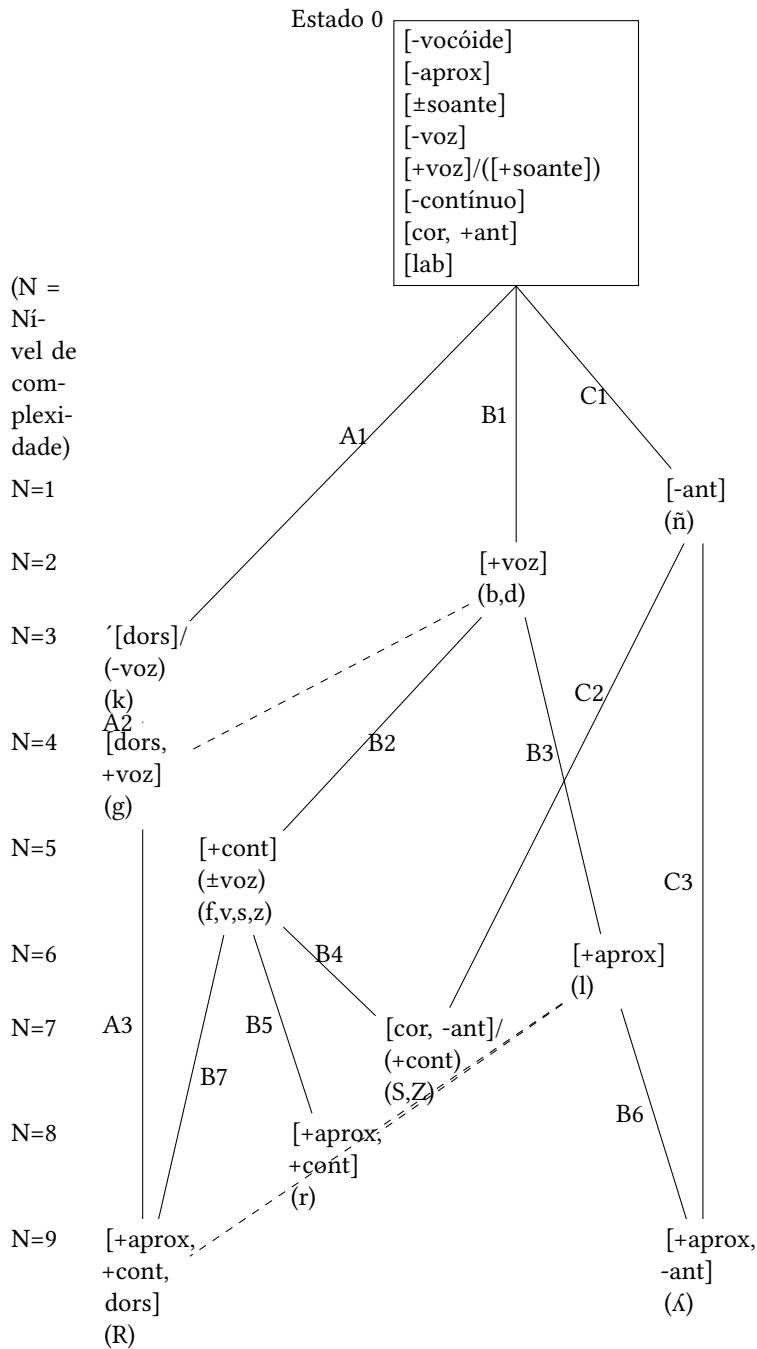 Estado 0
[-vocóide]
[-aprox]
[±soante]
[-voz]
[+voz]/([+soante])
[-contínuo]
[cor, +ant]
[lab]
(N =
Ní-
vel de
com-
plexi-
dade)
A1
B1
C1
N=1
[-ant]
(ñ)
N=2
[+voz]
(b,d)
N=3
´[dors]/
(-voz)
(k)
A2
N=4
[dors,
+voz]
(g)
B2
B3
C2
N=5
[+cont]
(±voz)
(f,v,s,z)
C3
N=6
B4
[+aprox]
(l)
N=7
A3
B5
[cor, -ant]/
(+cont)
(S,Z)
B7
B6
N=8
[+aprox,
+cont]
(r)
N=9
[+aprox,
+cont,
dors]
(R)
[+aprox,
-ant]
(ʎ)